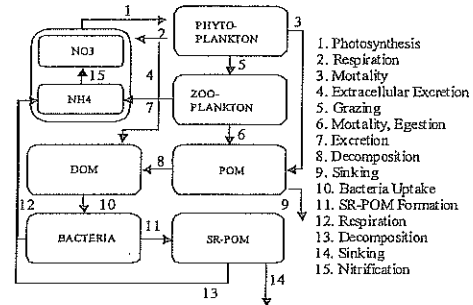 1
PHYTO-
PLANKTON
3
NO3
2
15
4
5
NH4
7
ZOO-
PLANKTON
6
DOM
8
POM
9
12
10
BACTERIA
11
SR-POM
13
14
1. Photosynthesis
2. Respiration
3. Mortality
4. Extracellular Excretion
5. Grazing
6. Mortality, Egestion
7. Excretion
8. Decomposition
9. Sinking
10. Bacteria Uptake
11. SR-POM Formation
12. Respiration
13. Decomposition
14. Sinking
15. Nitrification